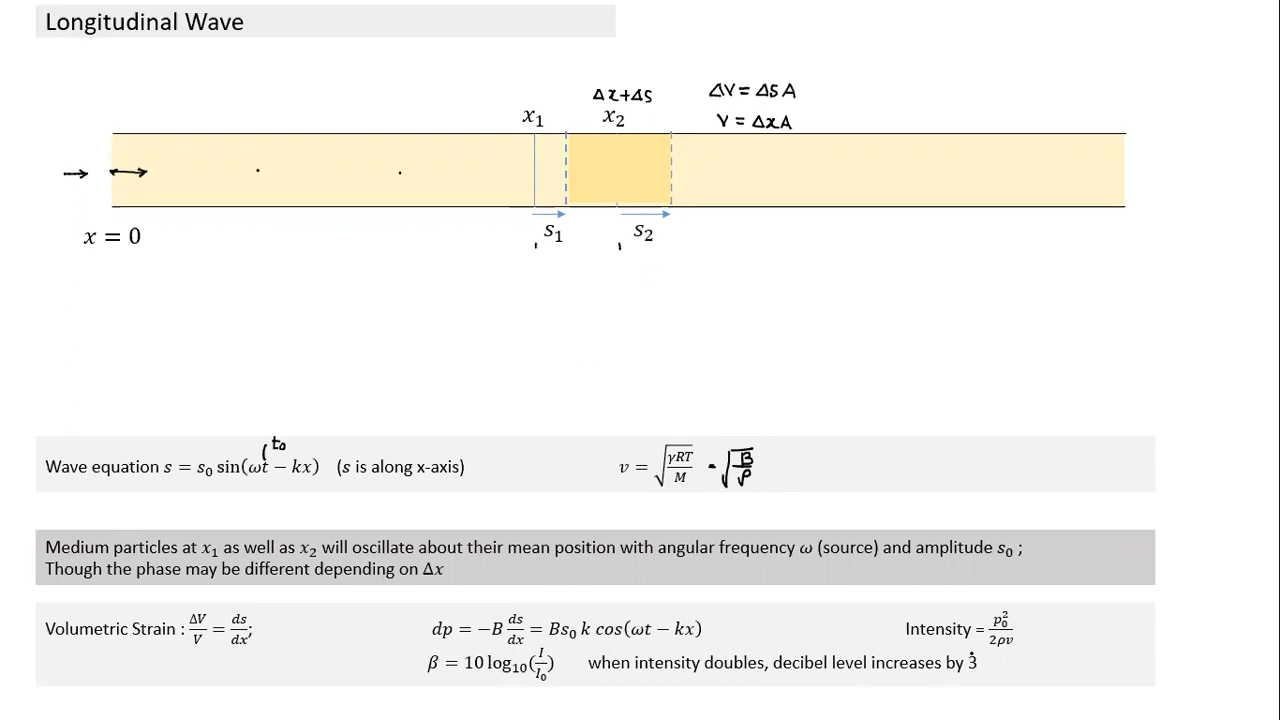 Longitudinal Wave
Δx+Δs ΔV = ΔS A
x₁ x₂ V = ΔxA
x = 0 s₁ s₂
t₀
Wave equation s = s₀ sin(ωt − kx) (s is along x-axis) v = √(γRT/M) = √(B/ρ)
Medium particles at x₁ as well as x₂ will oscillate about their mean position with angular frequency ω (source) and amplitude s₀ ;
Though the phase may be different depending on Δx
Volumetric Strain : ΔV/V = ds/dx; dp = −B ds/dx = Bs₀ k cos(ωt − kx) Intensity = p₀²/2ρv
β = 10 log₁₀(I/I₀) when intensity doubles, decibel level increases by 3